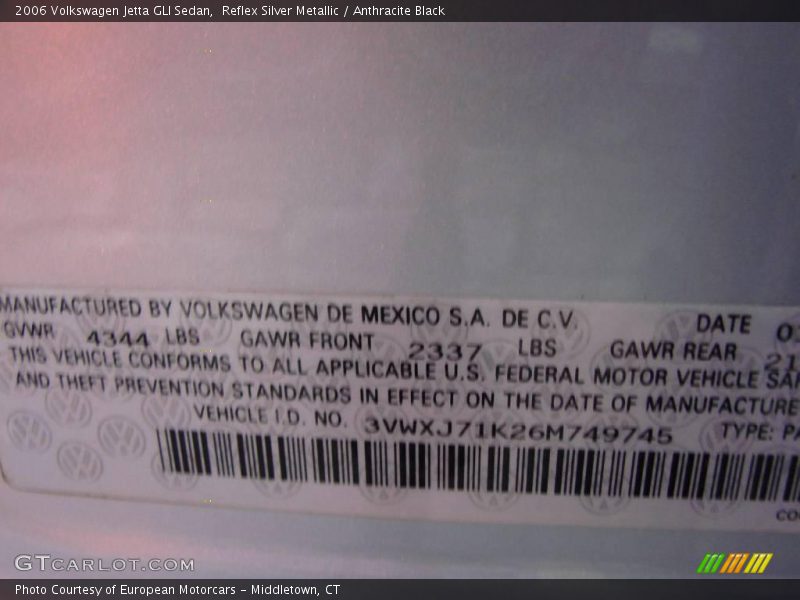 2006 Volkswagen Jetta GLI Sedan, Reflex Silver Metallic / Anthracite Black
MANUFACTURED BY VOLKSWAGEN DE MEXICO S.A. DE C.V. DATE
GVWR 4344 LBS GAWR FRONT 2337 LBS GAWR REAR
THIS VEHICLE CONFORMS TO ALL APPLICABLE U.S. FEDERAL MOTOR VEHICLE
AND THEFT PREVENTION STANDARDS IN EFFECT ON THE DATE OF MANUFACTURE
VEHICLE I.D. NO. 3VWXJ71K26M749745 TYPE:
GTCARLOT.COM
Photo Courtesy of European Motorcars – Middletown, CT